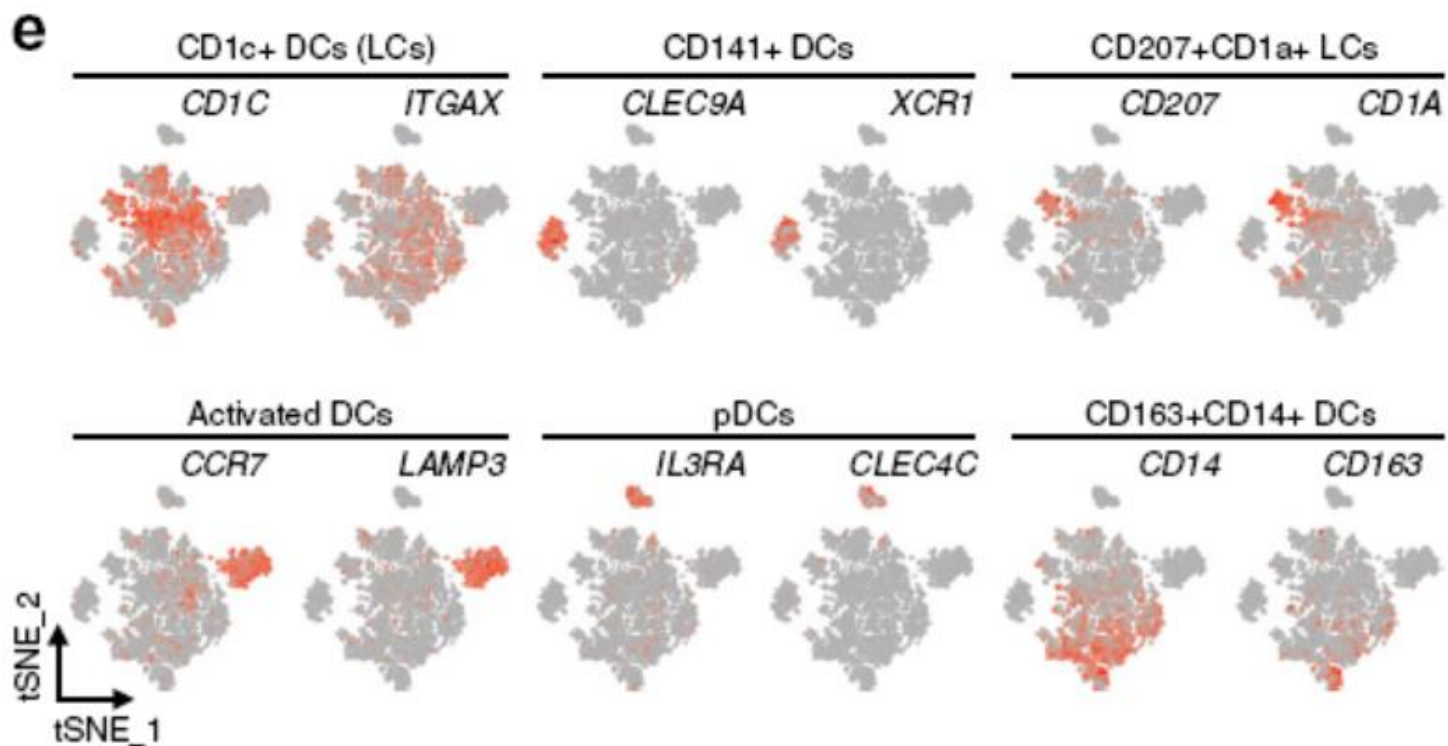 e
CD1c+ DCs (LCs) CD141+ DCs CD207+CD1a+ LCs
CD1C ITGAX CLEC9A XCR1 CD207 CD1A
Activated DCs pDCs CD163+CD14+ DCs
CCR7 LAMP3 IL3RA CLEC4C CD14 CD163
tSNE_2
tSNE_1